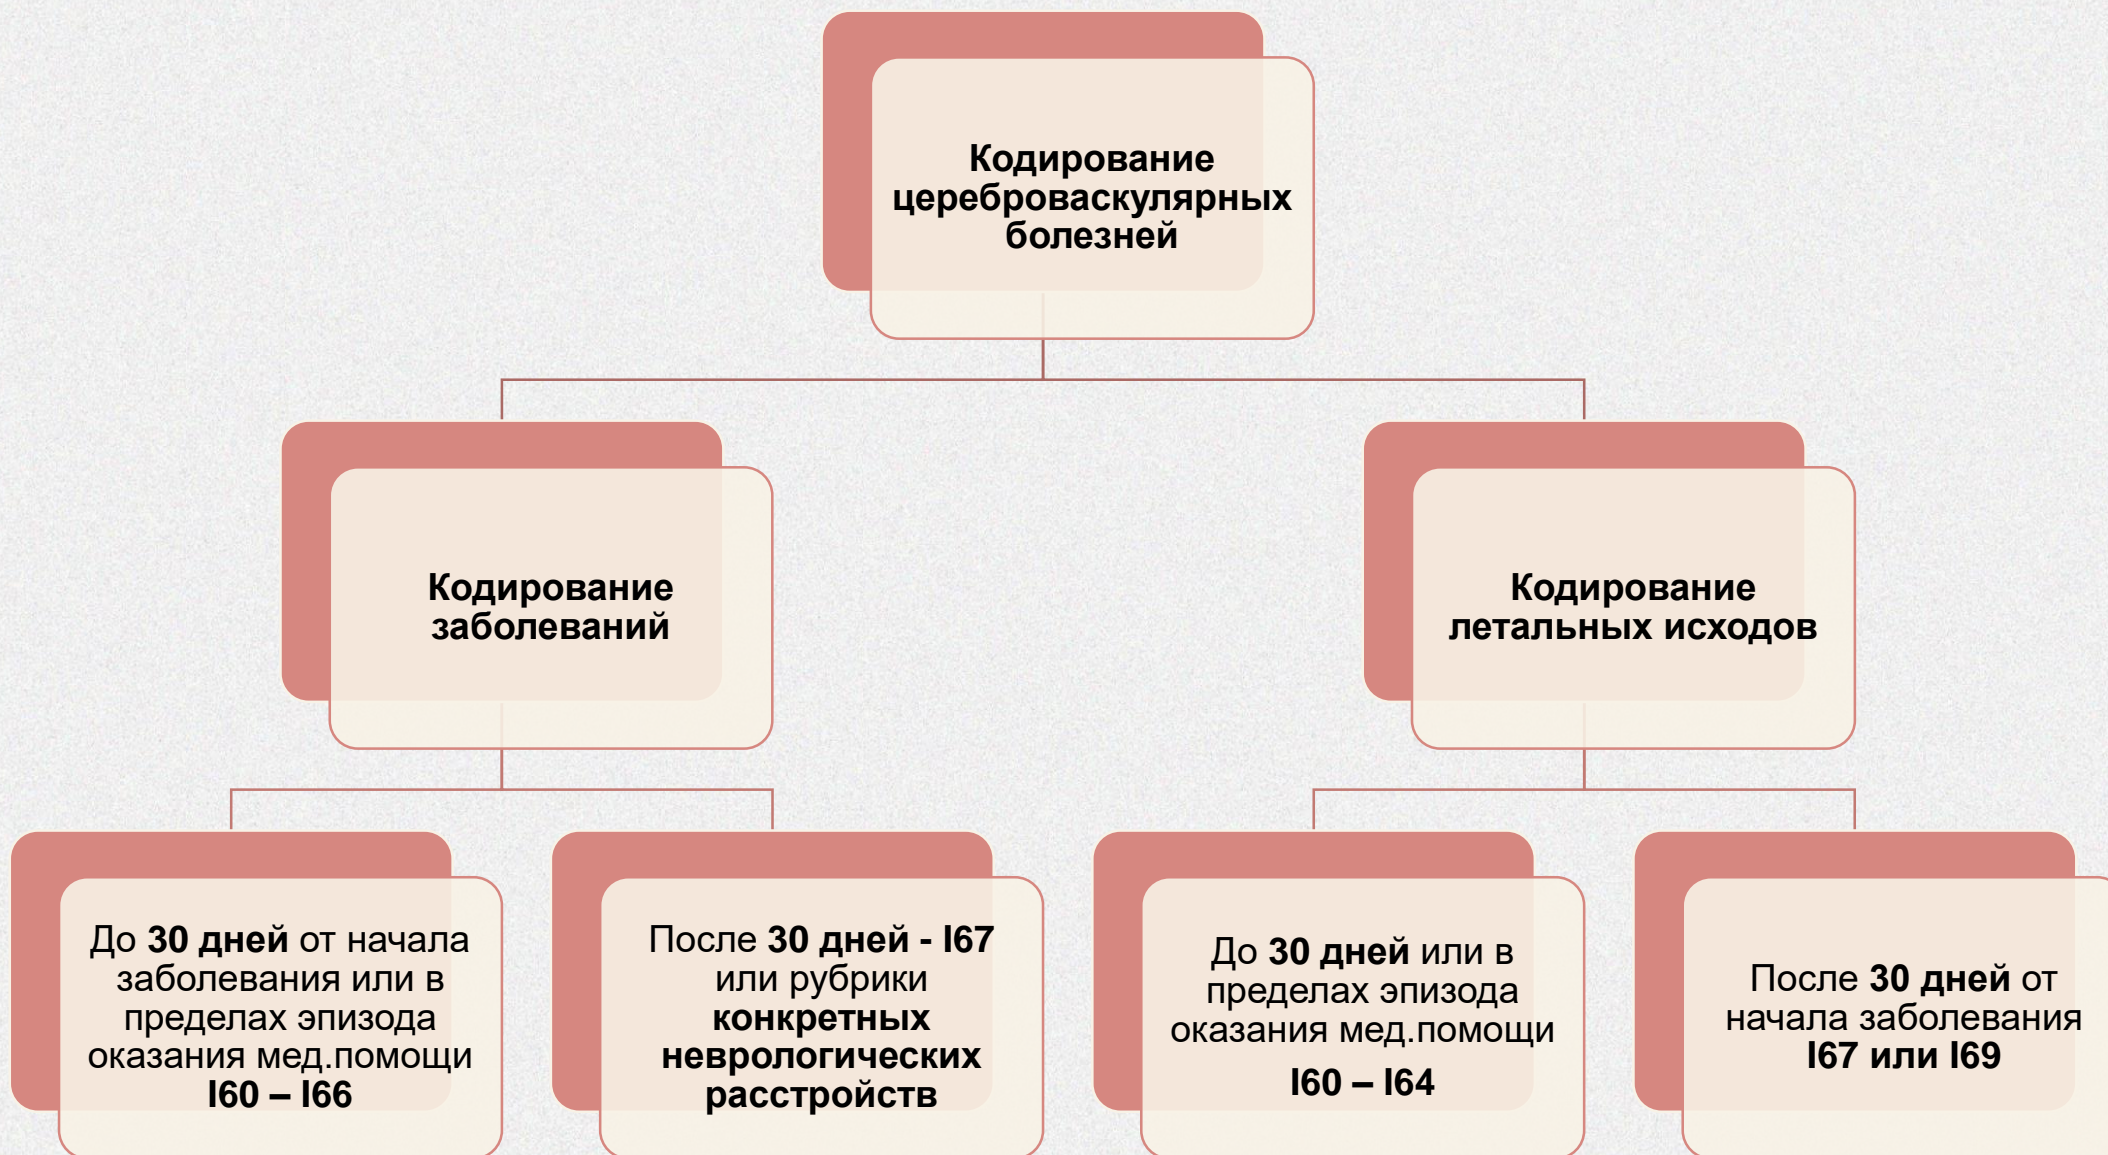 Кодирование
цереброваскулярных
болезней
Кодирование
заболеваний
Кодирование
летальных исходов
До 30 дней от начала
заболевания или в
пределах эпизода
оказания мед.помощи
I60 – I66
После 30 дней - I67
или рубрики
конкретных
неврологических
расстройств
До 30 дней или в
пределах эпизода
оказания мед.помощи
I60 – I64
После 30 дней от
начала заболевания
I67 или I69